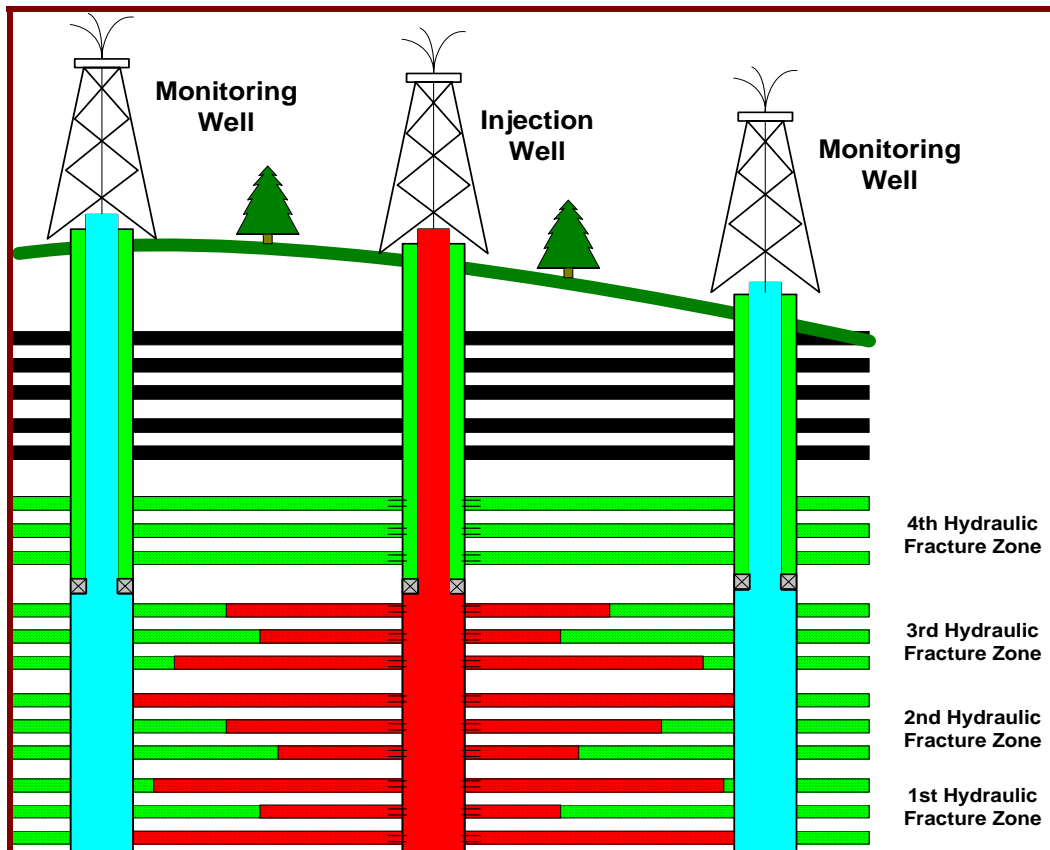 Monitoring
Well
Injection
Well
Monitoring
Well
4th Hydraulic
Fracture Zone
3rd Hydraulic
Fracture Zone
2nd Hydraulic
Fracture Zone
1st Hydraulic
Fracture Zone